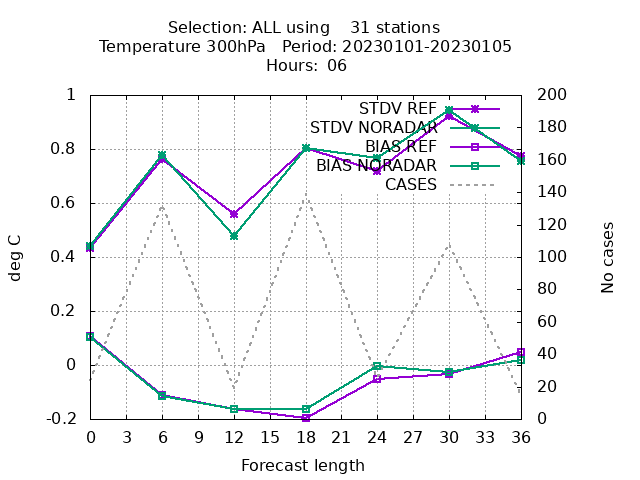 Selection: ALL using    31 stations
Temperature 300hPa   Period: 20230101-20230105
Hours: 06
1
0.8
0.6
0.4
0.2
0
-0.2
deg C
STDV REF
STDV NORADAR
BIAS REF
BIAS NORADAR
CASES
200
180
160
140
120
100
80
60
40
20
0
No cases
0 3 6 9 12 15 18 21 24 27 30 33 36
Forecast length